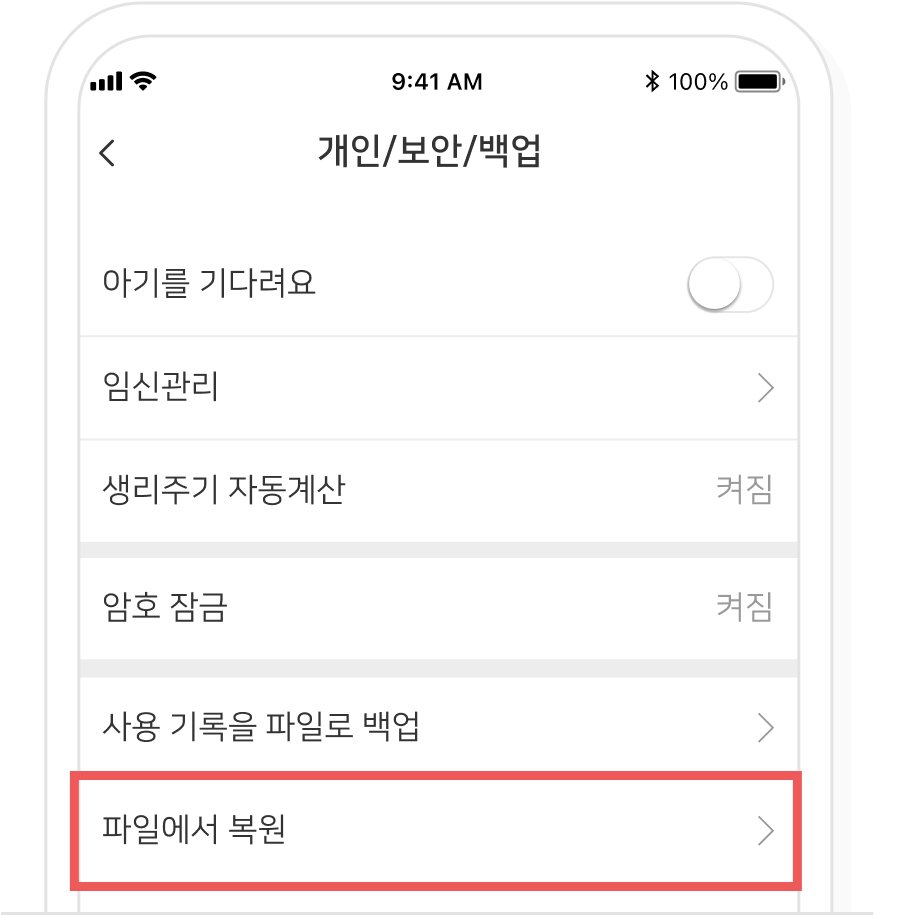 9:41 AM 100%
개인/보안/백업
아기를 기다려요
임신관리
생리주기 자동계산 켜짐
암호 잠금 켜짐
사용 기록을 파일로 백업
파일에서 복원